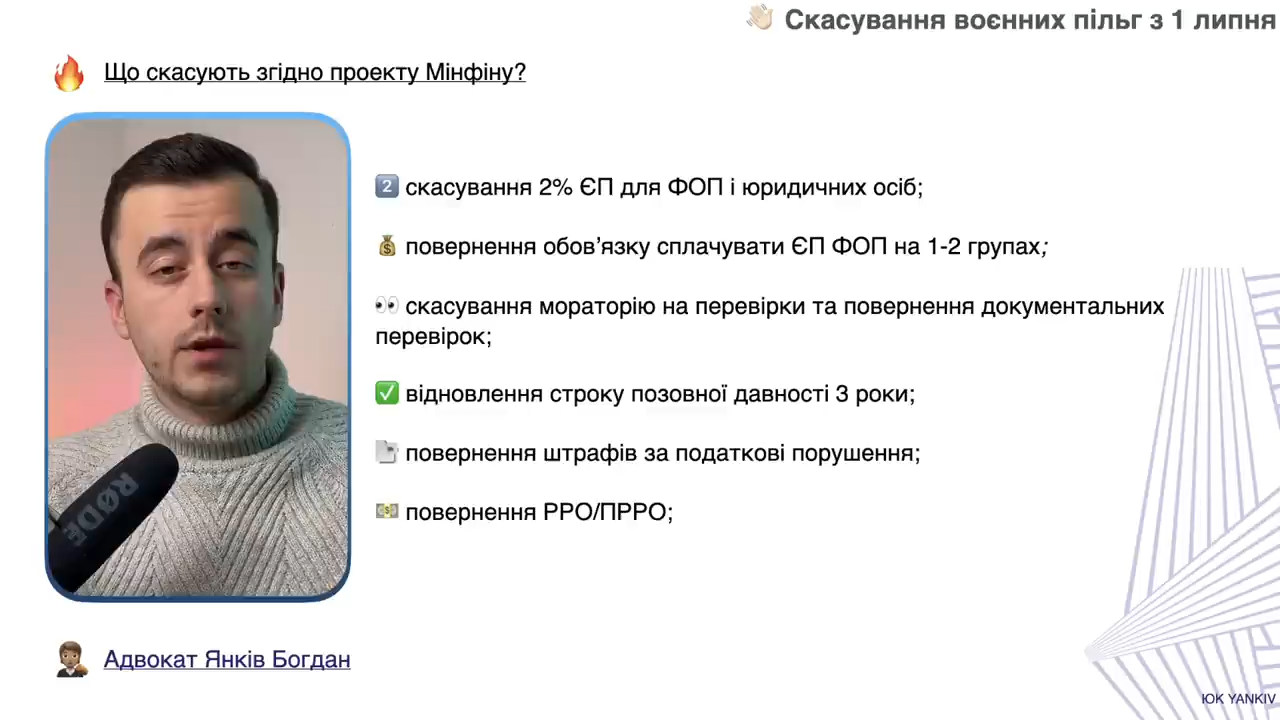 👋🏻 Скасування воєнних пільг з 1 липня
🔥 Що скасують згідно проекту Мінфіну?
2️⃣ скасування 2% ЄП для ФОП і юридичних осіб;
💰 повернення обов’язку сплачувати ЄП ФОП на 1-2 групах;
👀 скасування мораторію на перевірки та повернення документальних
перевірок;
✅ відновлення строку позовної давності 3 роки;
повернення штрафів за податкові порушення;
💵 повернення РРО/ПРРО;
RØDE
Адвокат Янків Богдан
ЮК YANKIV